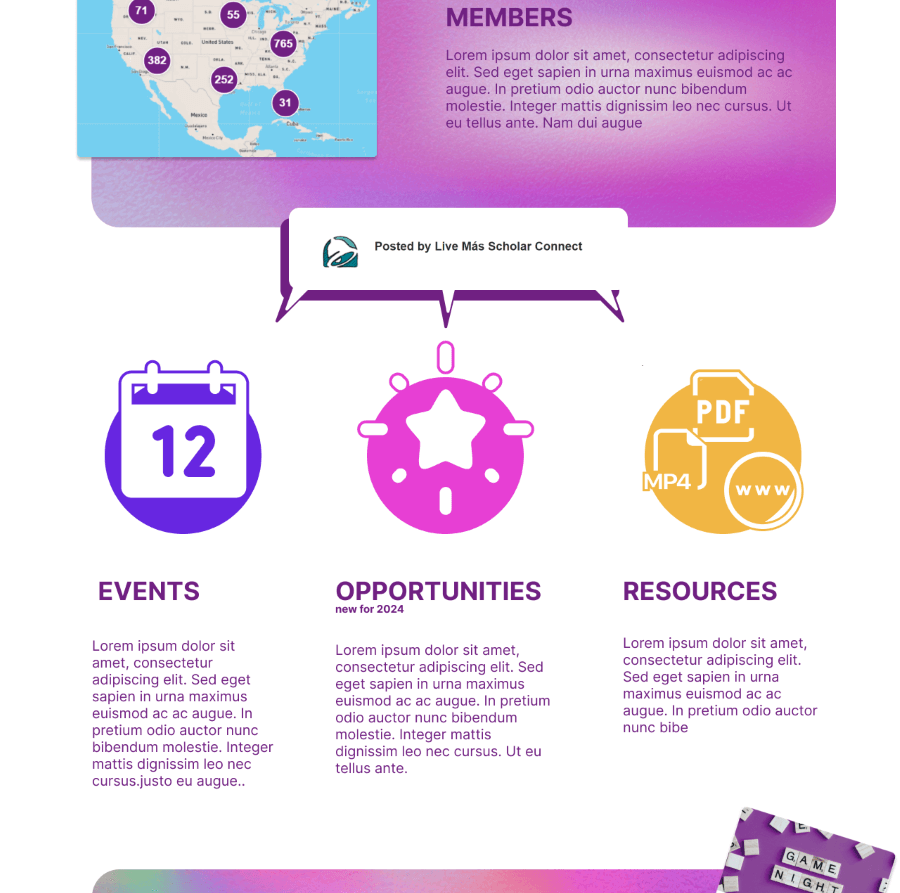 71
55
765
382
United States
252
31
Mexico
Cuba
MEMBERS
Lorem ipsum dolor sit amet, consectetur adipiscing
elit. Sed eget sapien in urna maximus euismod ac ac
augue. In pretium odio auctor nunc bibendum
molestie. Integer mattis dignissim leo nec cursus. Ut
eu tellus ante. Nam dui augue
Posted by Live Más Scholar Connect
12
PDF
MP4
www
EVENTS
Lorem ipsum dolor sit
amet, consectetur
adipiscing elit. Sed eget
sapien in urna maximus
euismod ac ac augue. In
pretium odio auctor nunc
bibendum molestie. Integer
mattis dignissim leo nec
cursus.justo eu augue..
OPPORTUNITIES
new for 2024
Lorem ipsum dolor sit amet,
consectetur adipiscing elit. Sed
eget sapien in urna maximus
euismod ac ac augue. In pretium
odio auctor nunc bibendum
molestie. Integer mattis
dignissim leo nec cursus. Ut eu
tellus ante.
RESOURCES
Lorem ipsum dolor sit amet,
consectetur adipiscing elit.
Sed eget sapien in urna
maximus euismod ac ac
augue. In pretium odio auctor
nunc bibe
GAME
NIGHT